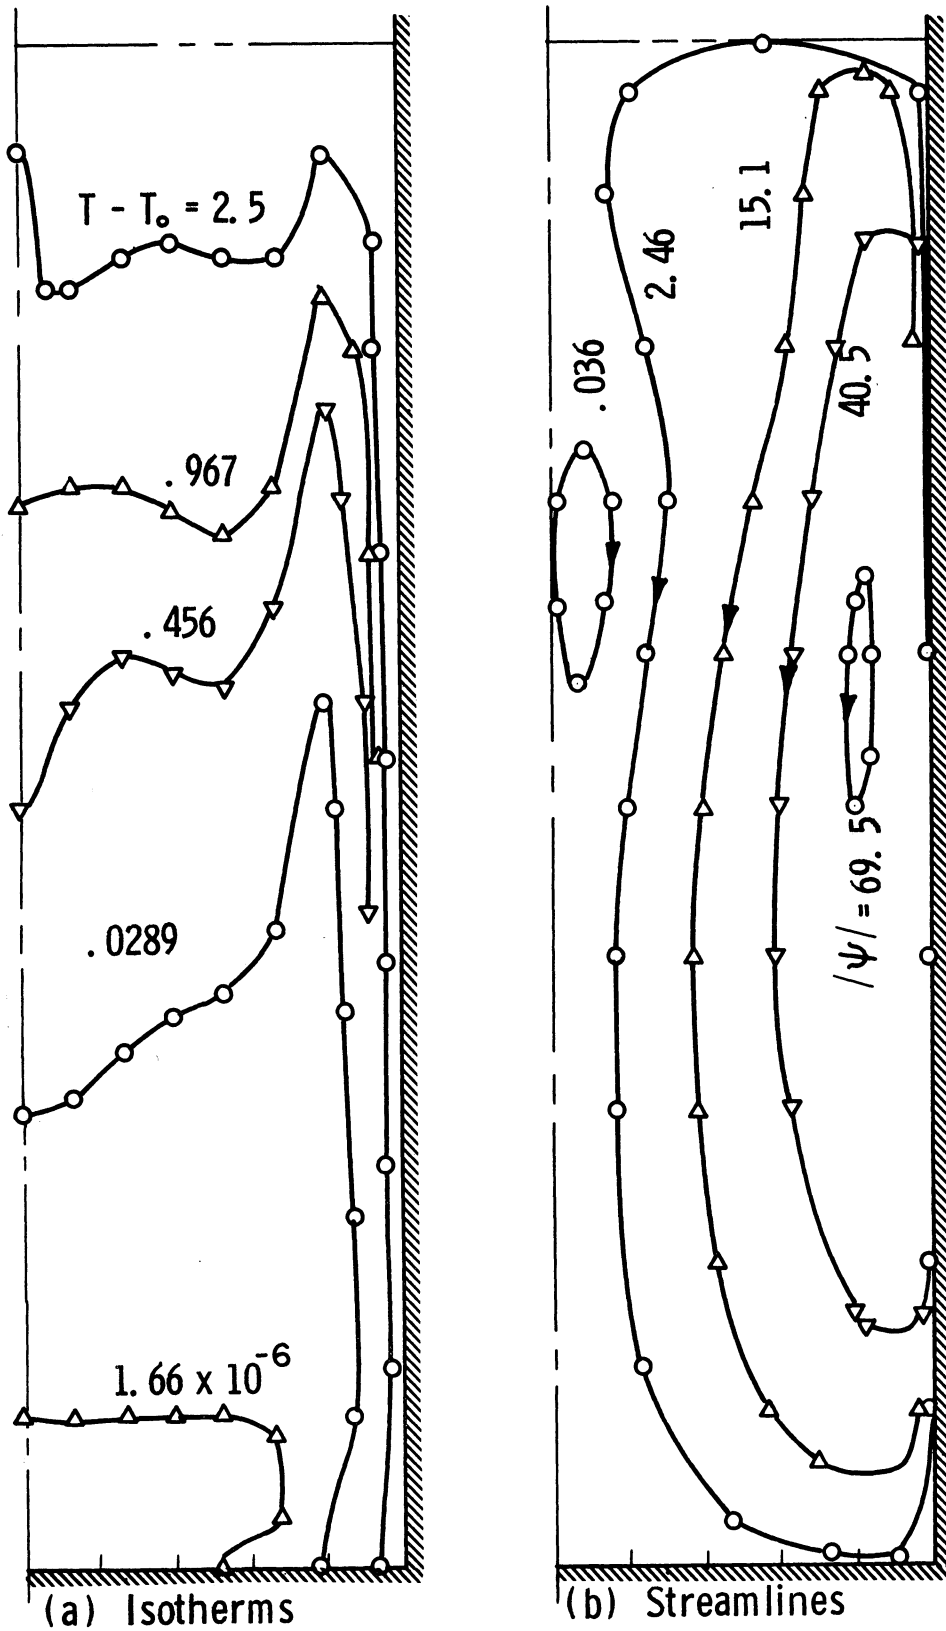 T - To = 2.5
.967
.456
.0289
1.66 x 10-6
(a) Isotherms
15.1
2.46
.036
40.5
|ψ| = 69.5
(b) Streamlines